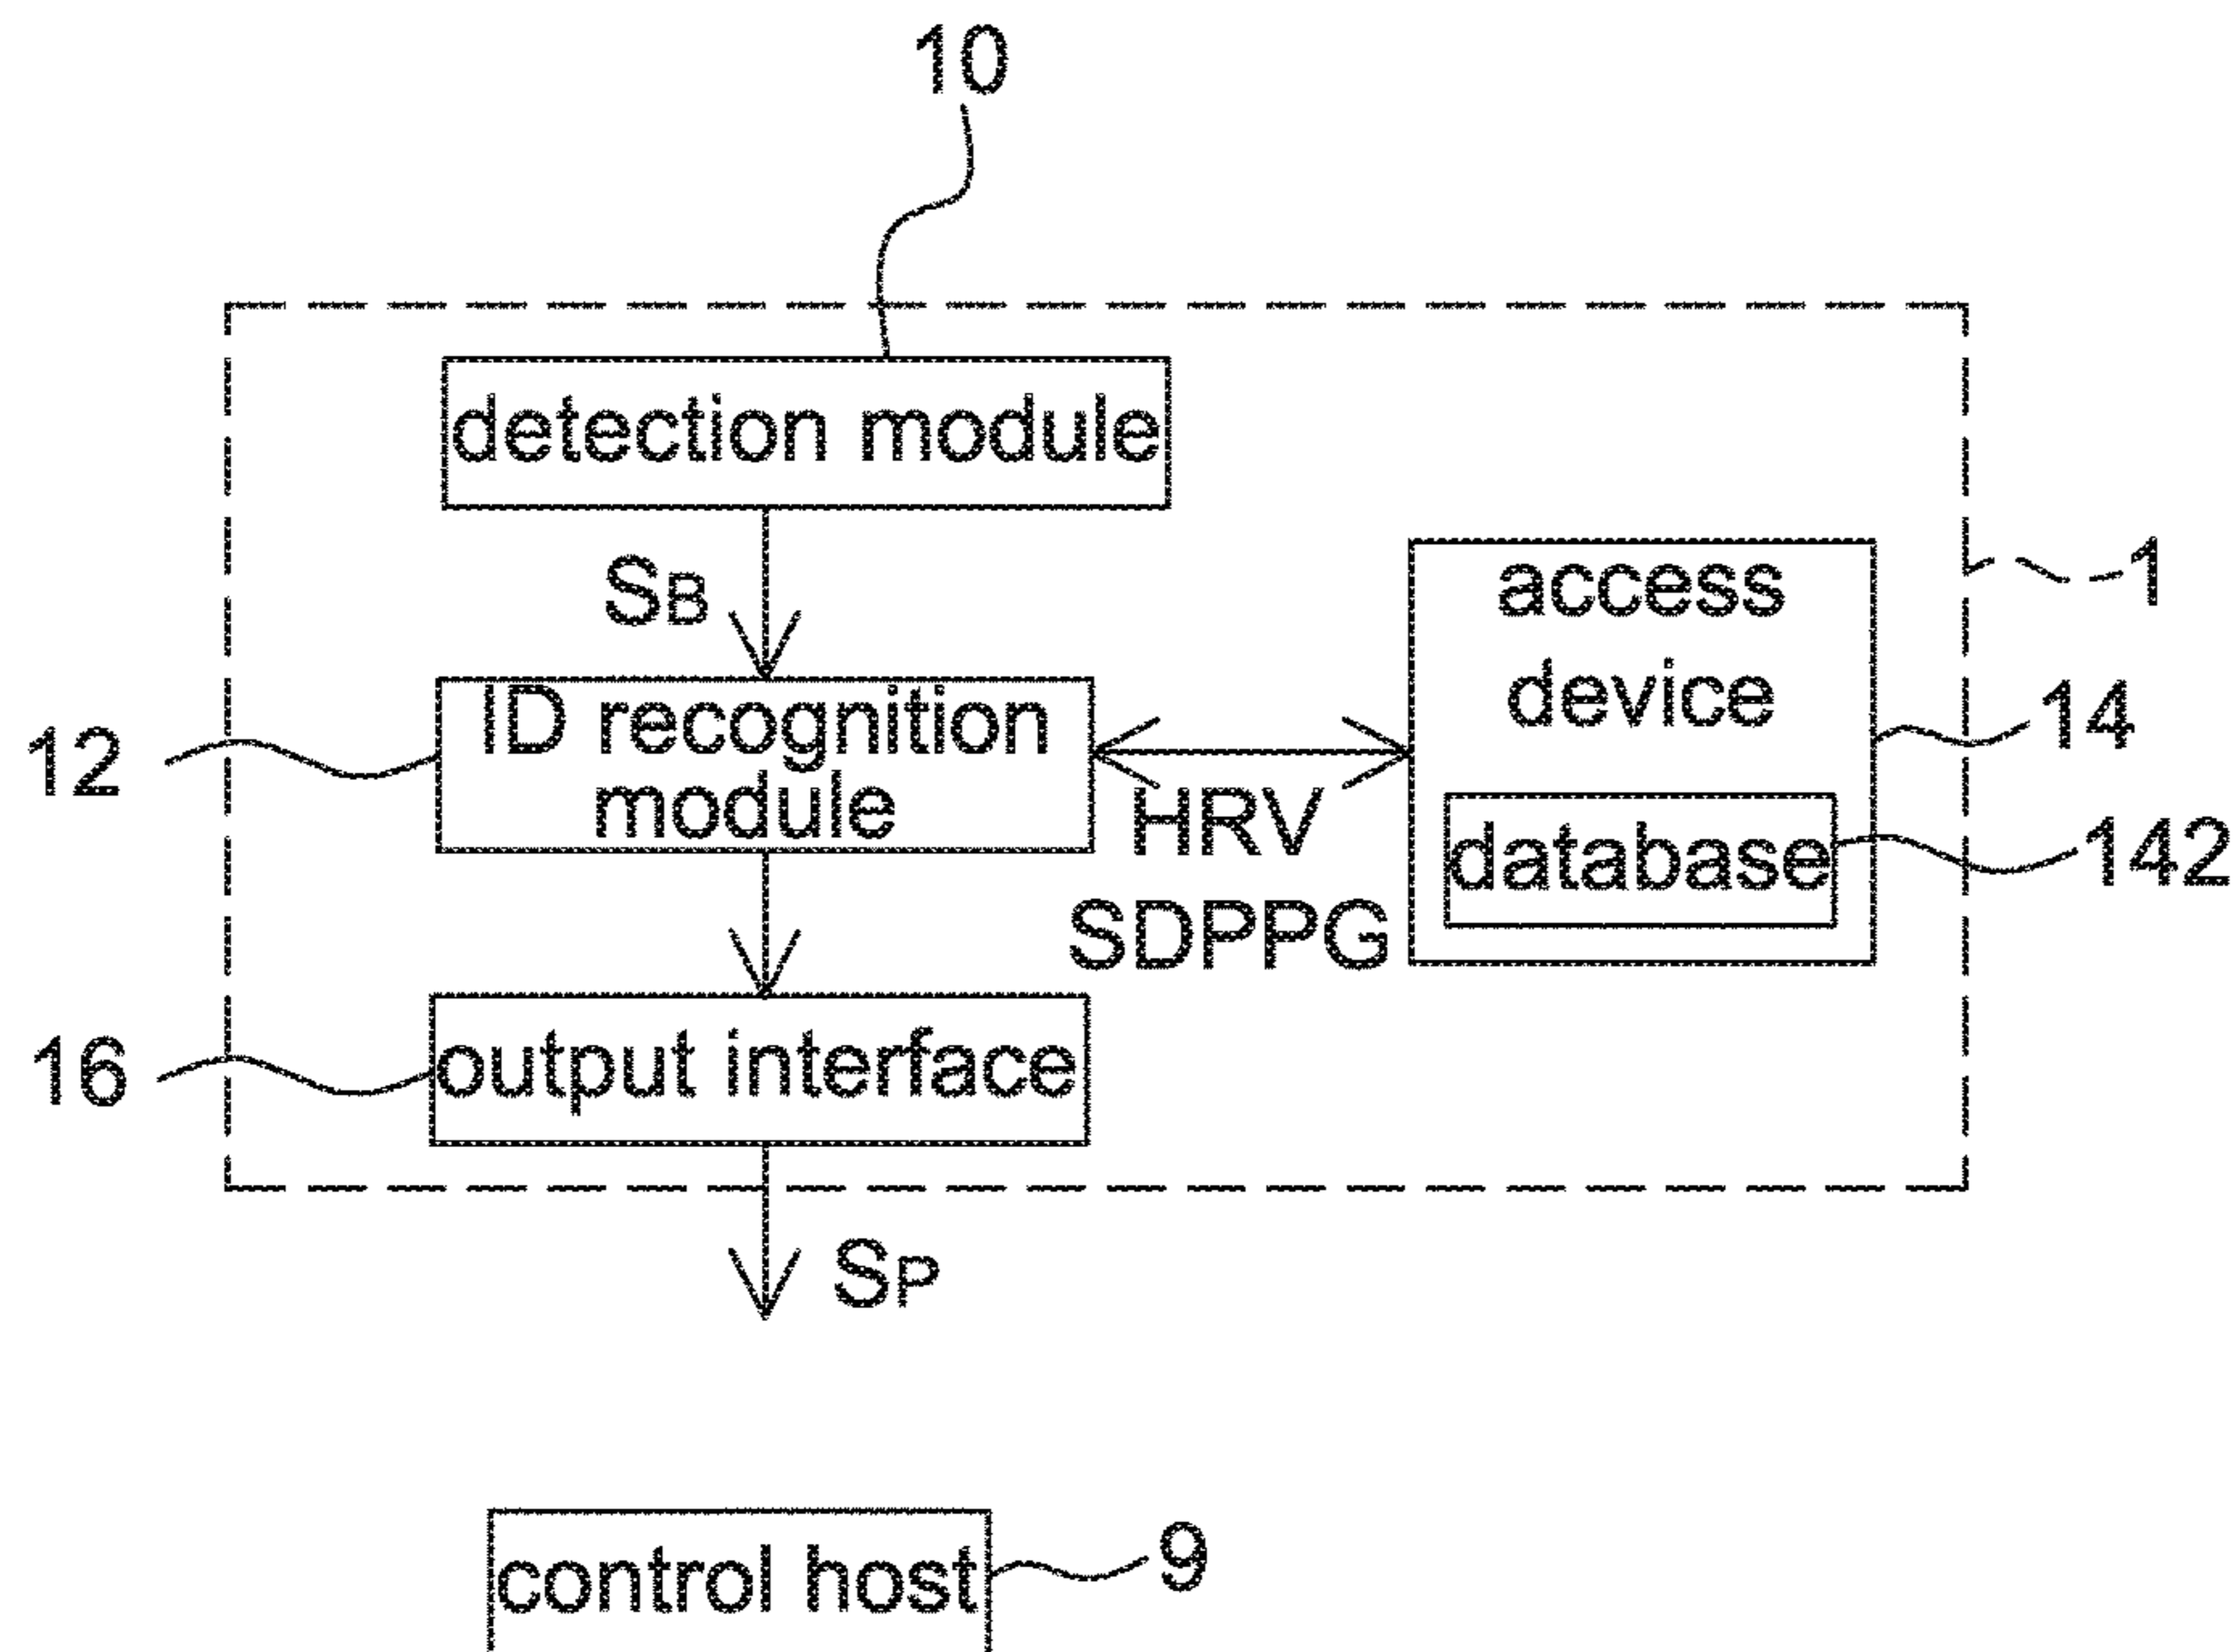 10
detection module
SB
1
access
device
14
12
ID recognition
module
HRV
SDPPG
database
142
16
output interface
SP
control host
9